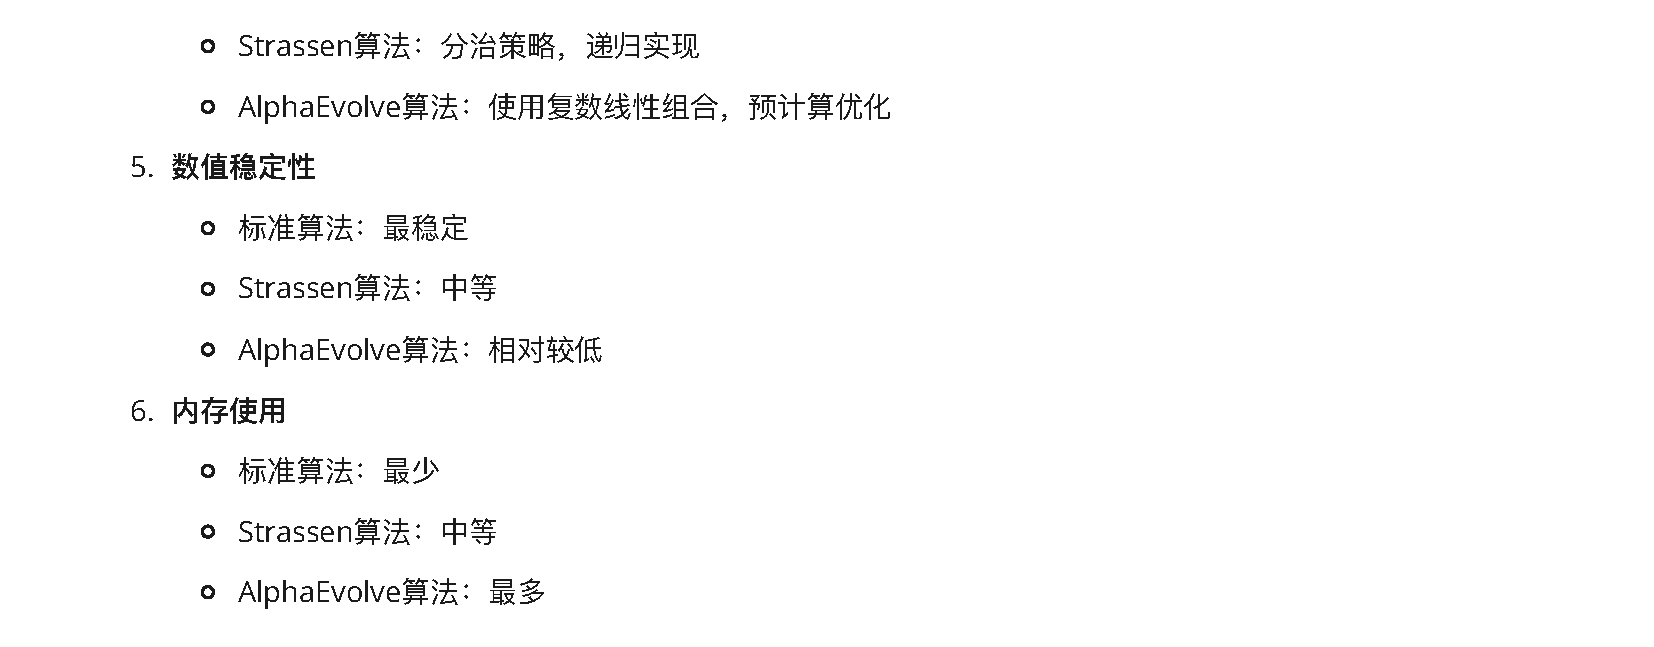 Strassen算法：分治策略，递归实现
AlphaEvolve算法：使用复数线性组合，预计算优化
5. 数值稳定性
标准算法：最稳定
Strassen算法：中等
AlphaEvolve算法：相对较低
6. 内存使用
标准算法：最少
Strassen算法：中等
AlphaEvolve算法：最多